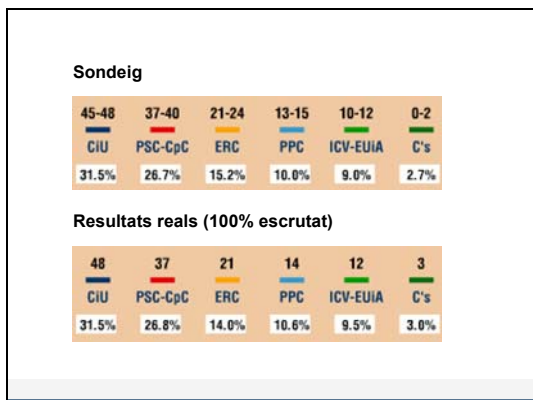 Sondeig
45-48 37-40 21-24 13-15 10-12 0-2
CiU PSC-CpC ERC PPC ICV-EUiA C's
31.5% 26.7% 15.2% 10.0% 9.0% 2.7%
Resultats reals (100% escrutat)
48 37 21 14 12 3
CiU PSC-CpC ERC PPC ICV-EUiA C's
31.5% 26.8% 14.0% 10.6% 9.5% 3.0%